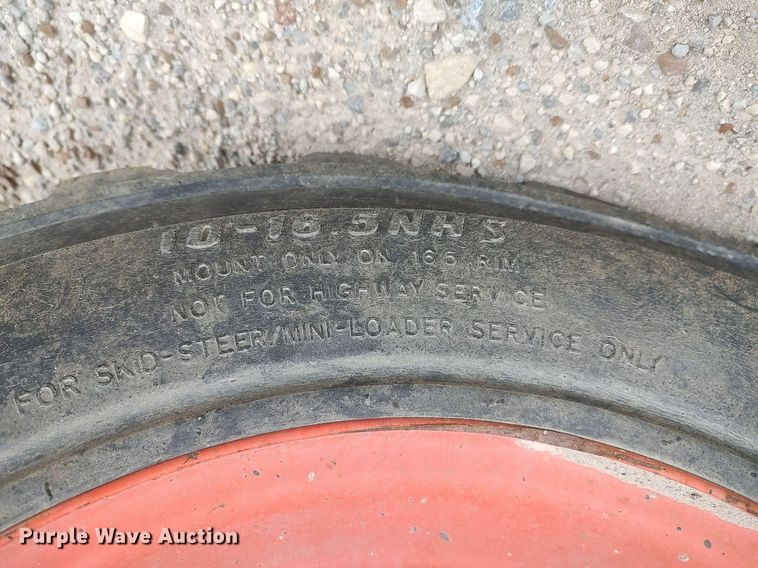 10-16.5NHS
MOUNT ONLY ON 16.5 RIM
NOT FOR HIGHWAY SERVICE
FOR SKID-STEER/MINI-LOADER SERVICE ONLY
Purple Wave Auction